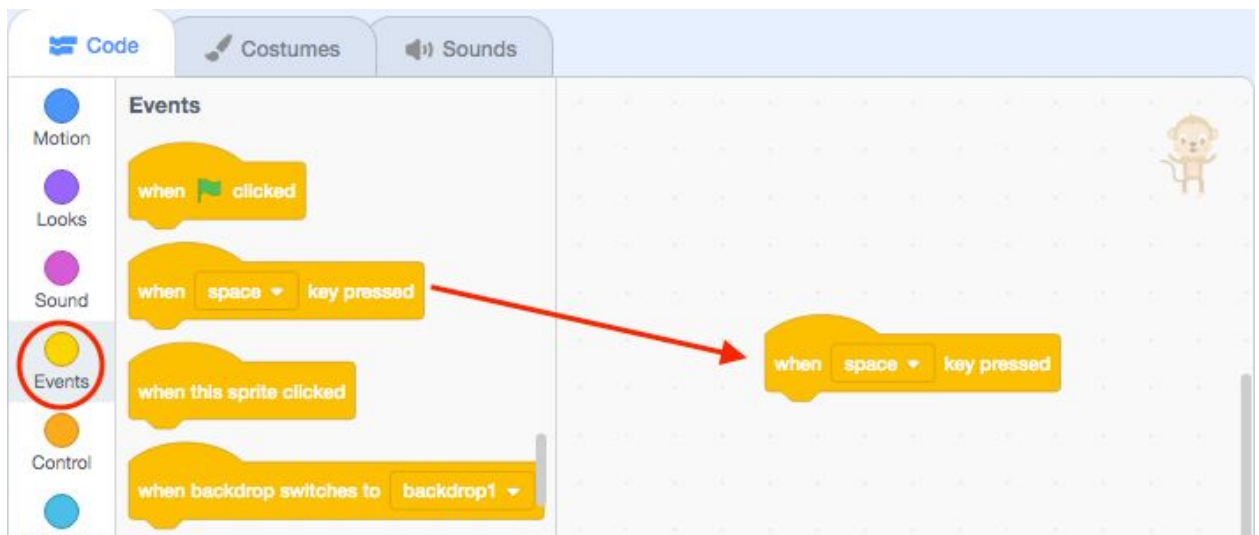 Code
Costumes
Sounds
Motion
Looks
Sound
Events
Control
Events
when clicked
when space key pressed
when this sprite clicked
when backdrop switches to backdrop1
when space key pressed